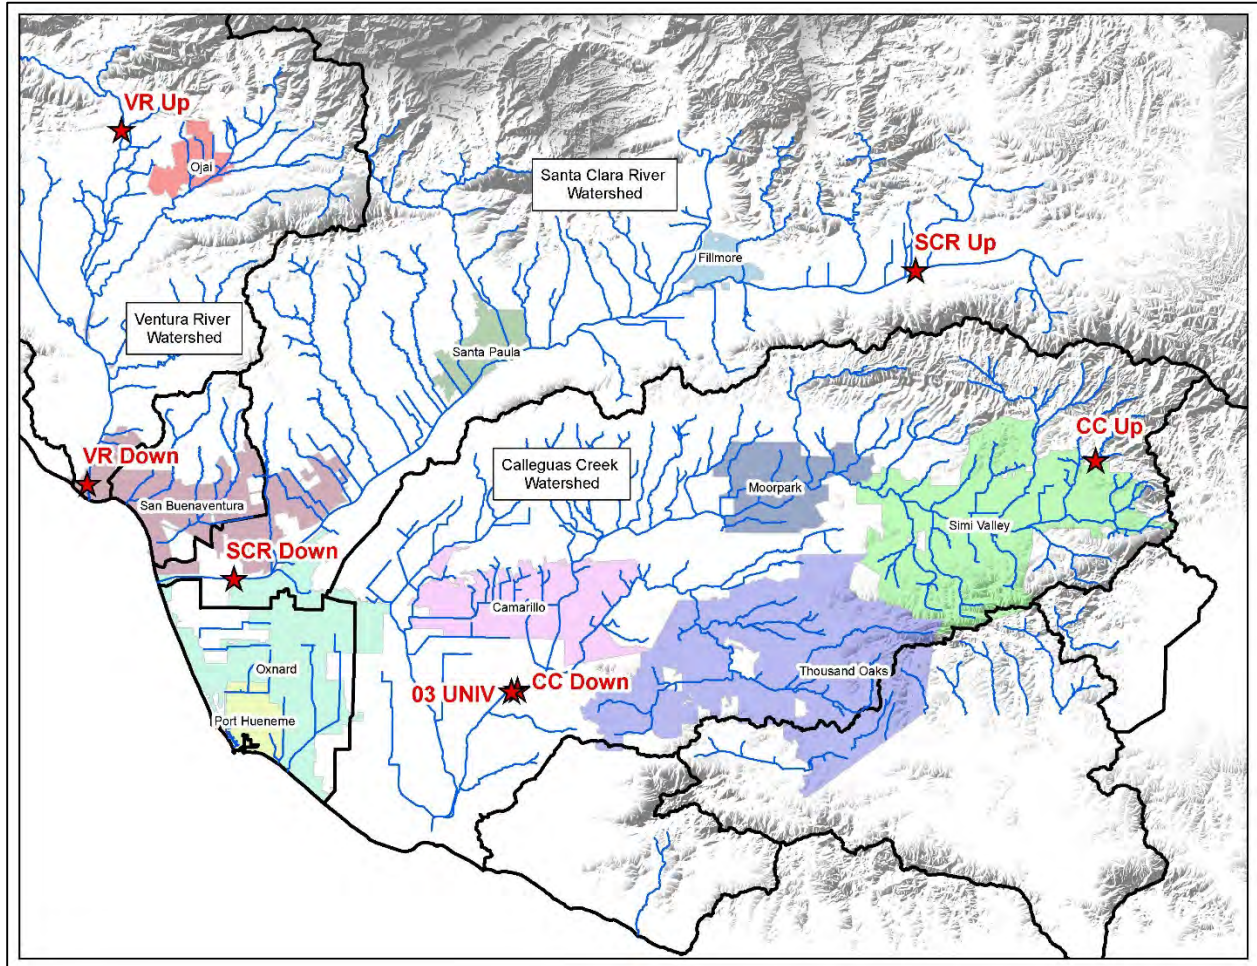 VR Up
Ojai
Santa Clara River
Watershed
SCR Up
Fillmore
Ventura River
Watershed
Santa Paula
VR Down
San Buenaventura
Calleguas Creek
Watershed
CC Up
Moorpark
Simi Valley
SCR Down
Camarillo
Oxnard
Thousand Oaks
03 UNIV
CC Down
Port Hueneme